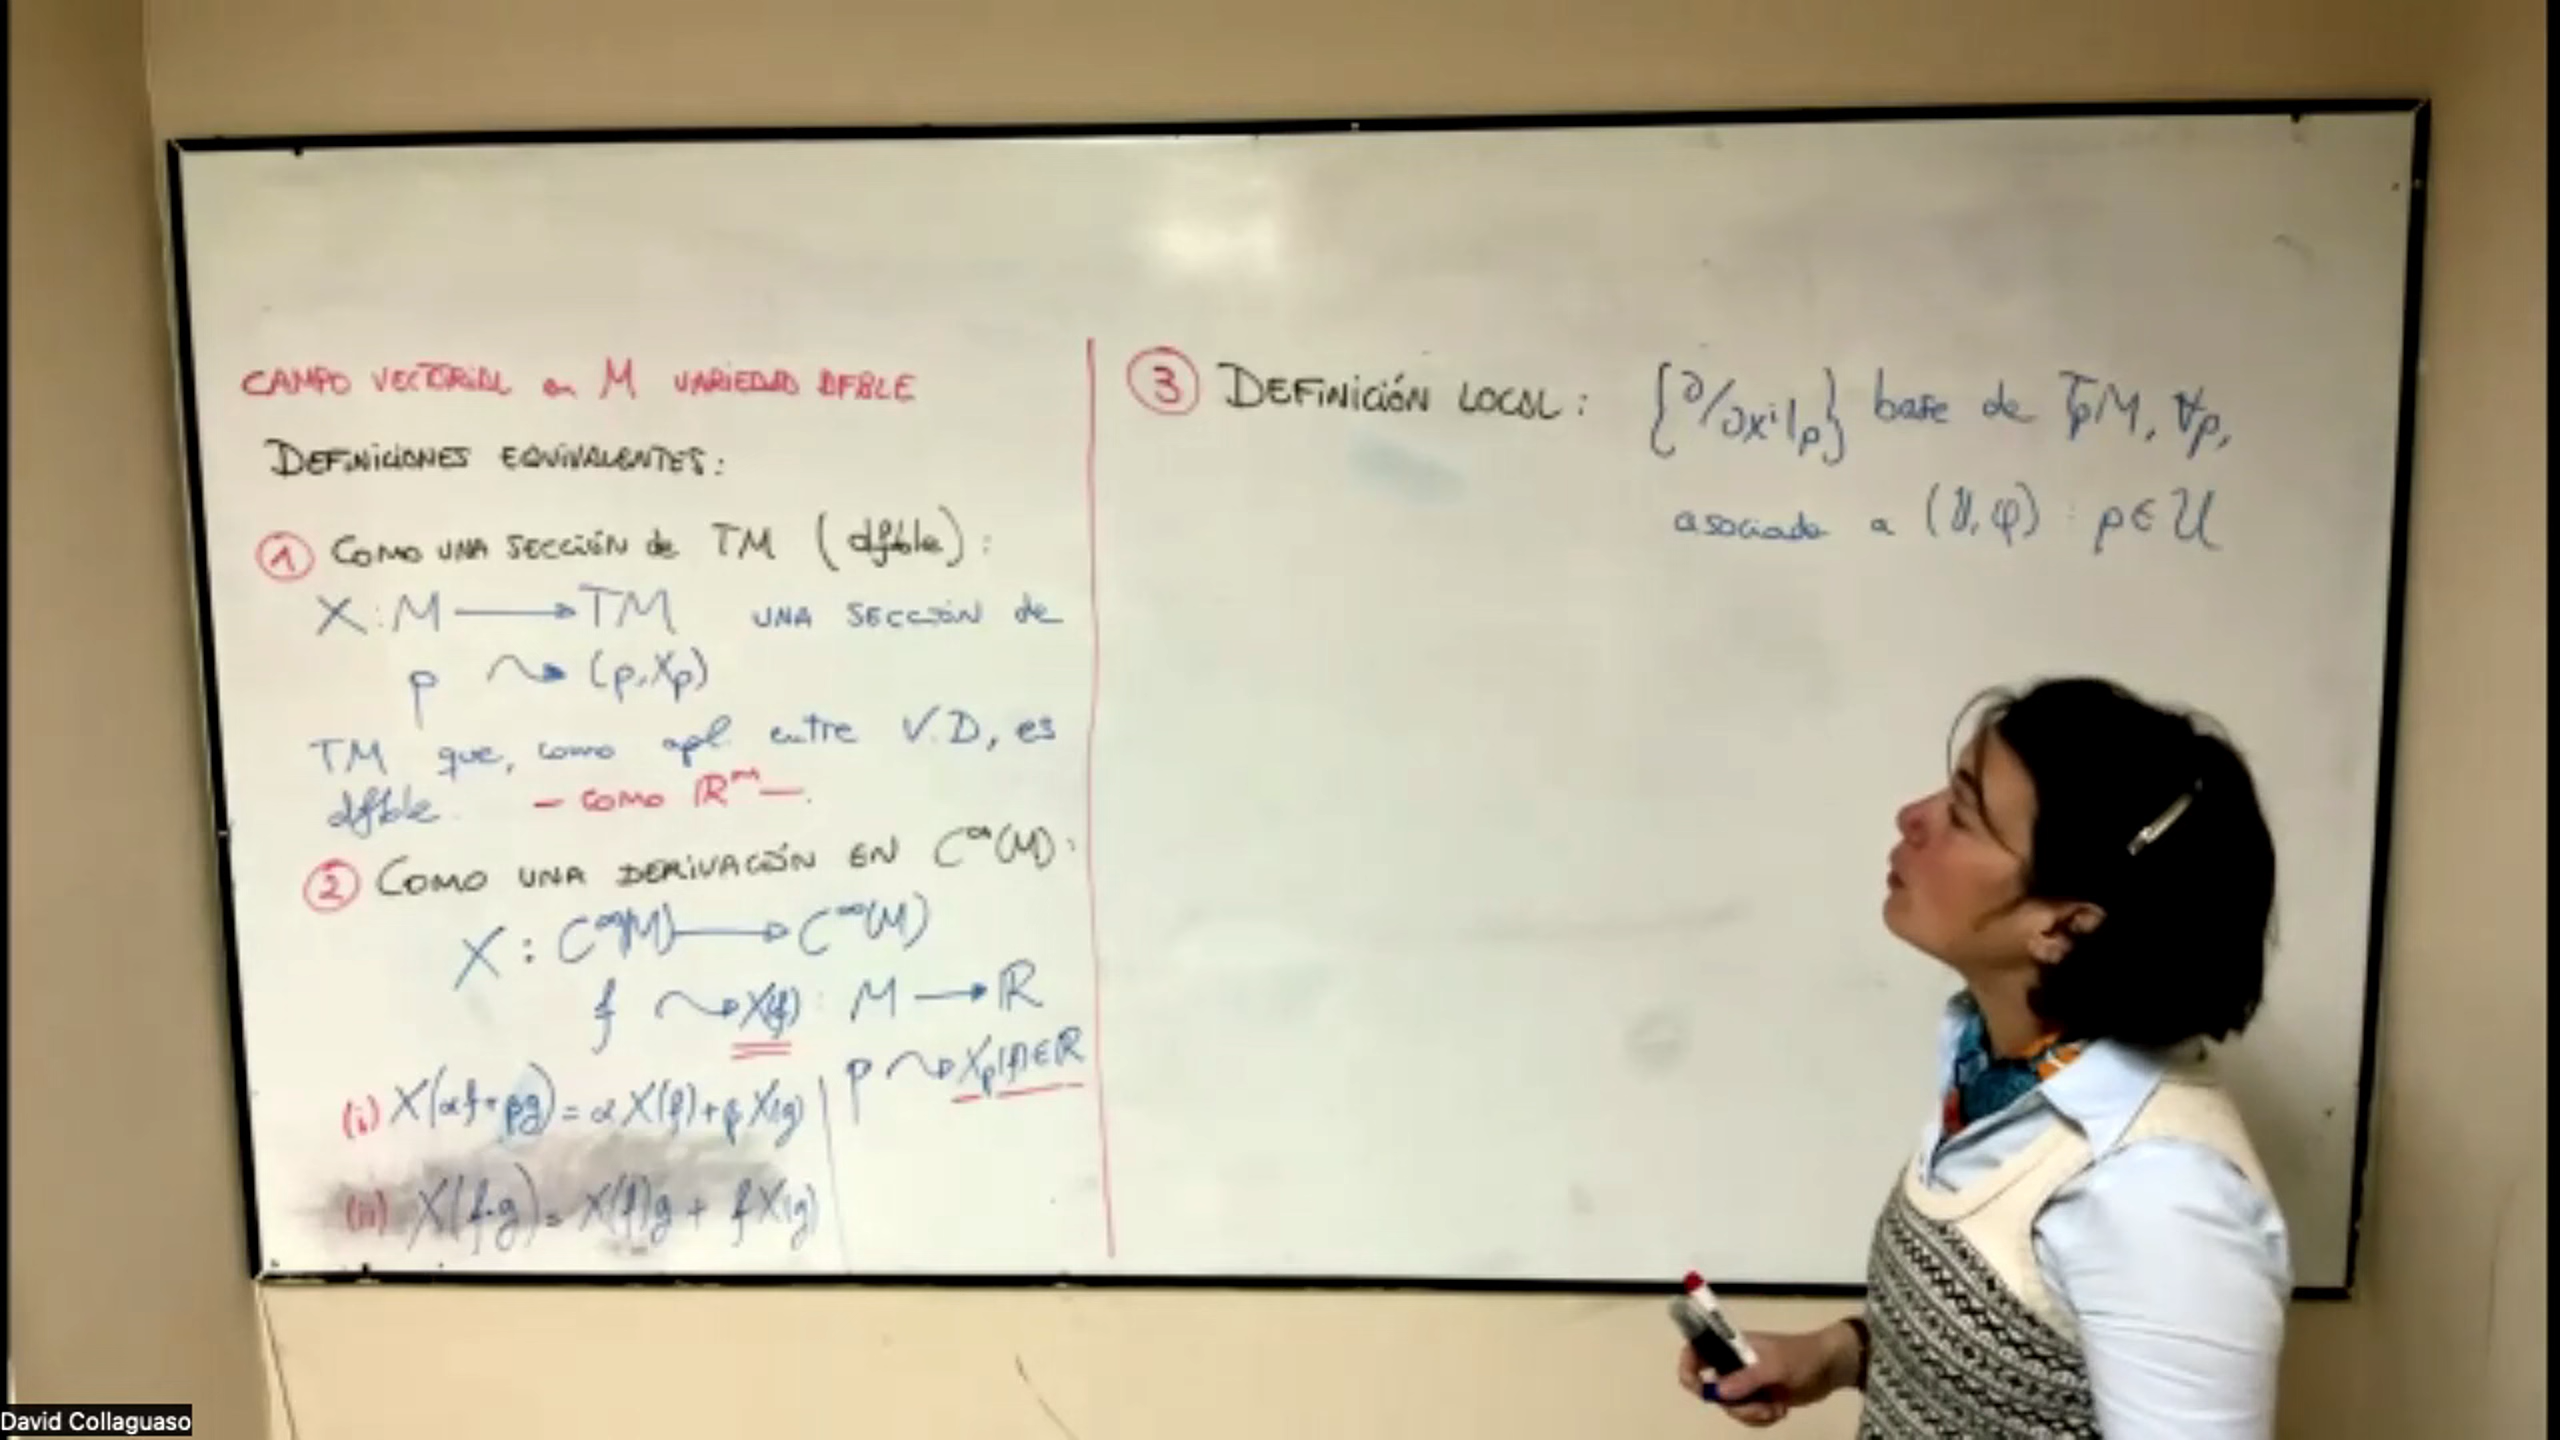 CAMPO VECTORIAL en M VARIEDAD DFBLE
DEFINICIONES EQUIVALENTES:
① COMO UNA SECCIÓN de TM (dfble):
X: M ⟶ TM UNA SECCIÓN de
p ⇝ (p, Xp)
TM que, como apl. entre V.D, es
dfble. — como ℝᵐ —.
② COMO UNA DERIVACIÓN EN C^∞(M):
X: C^∞(M) ⟶ C^∞(M)
f ⇝ X(f): M ⟶ ℝ
p ⇝ Xp(f) ∈ ℝ
(i) X(αf+βg) = αX(f)+βX(g)
(ii) X(f·g) = X(f)g + fX(g)
③ DEFINICIÓN LOCAL: {∂/∂xⁱ|p} base de TpM, ∀p,
asociada a (U, φ): p ∈ U
David Collaguaso